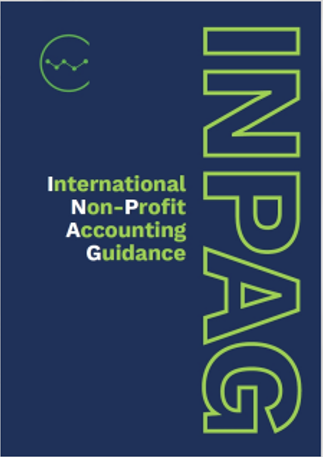 International
Non-Profit
Accounting
Guidance
INPAG